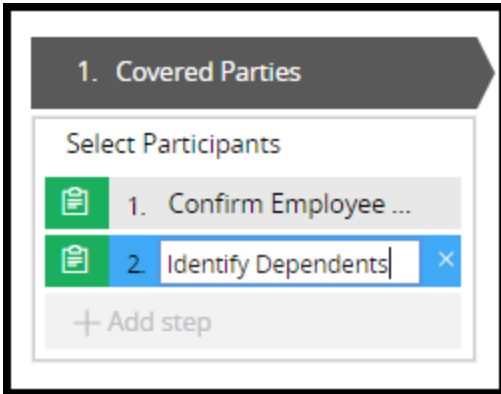 1. Covered Parties
Select Participants
1. Confirm Employee ...
2. Identify Dependents
+ Add step